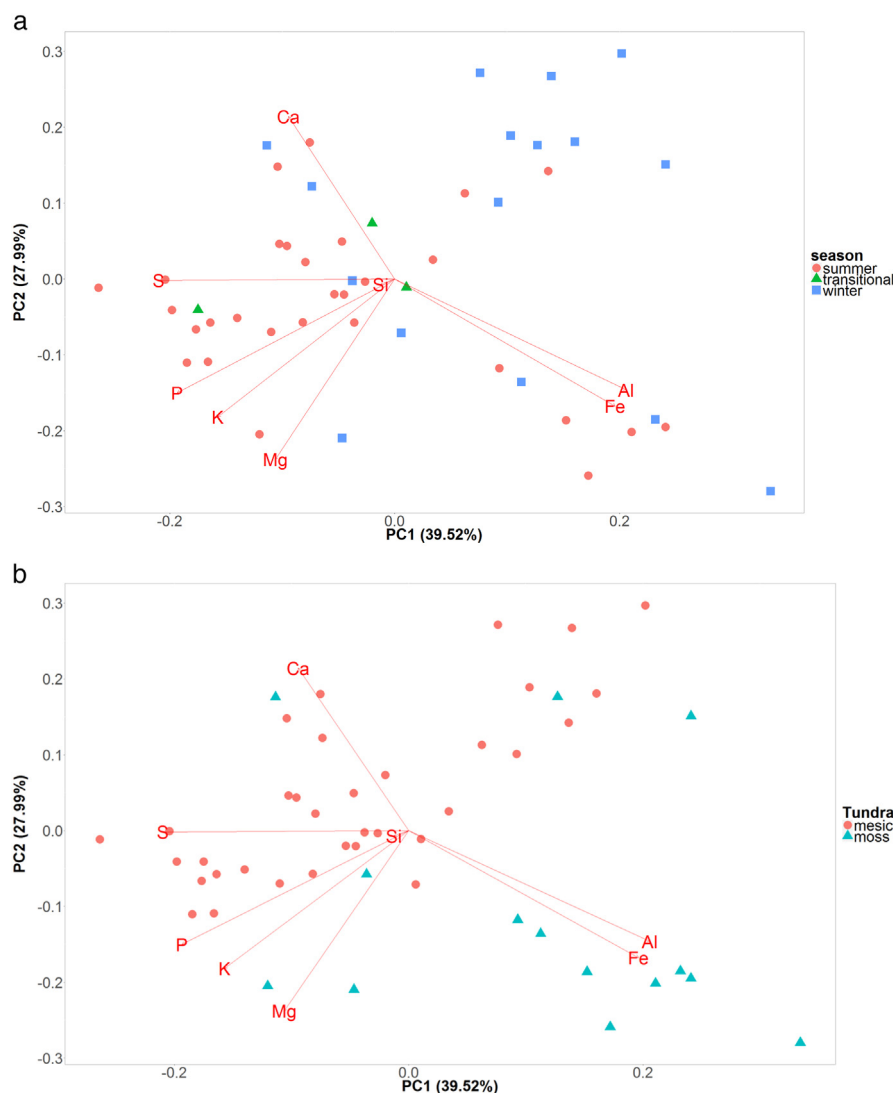 a
0.3
0.2
0.1
0.0
-0.1
-0.2
-0.3
PC2 (27.99%)
Ca
S
Si
P
K
Mg
Al
Fe
season
summer
transitional
winter
-0.2
0.0
0.2
PC1 (39.52%)
b
0.3
0.2
0.1
0.0
-0.1
-0.2
-0.3
PC2 (27.99%)
Ca
S
Si
P
K
Mg
Al
Fe
Tundra
mesic
moss
-0.2
0.0
0.2
PC1 (39.52%)